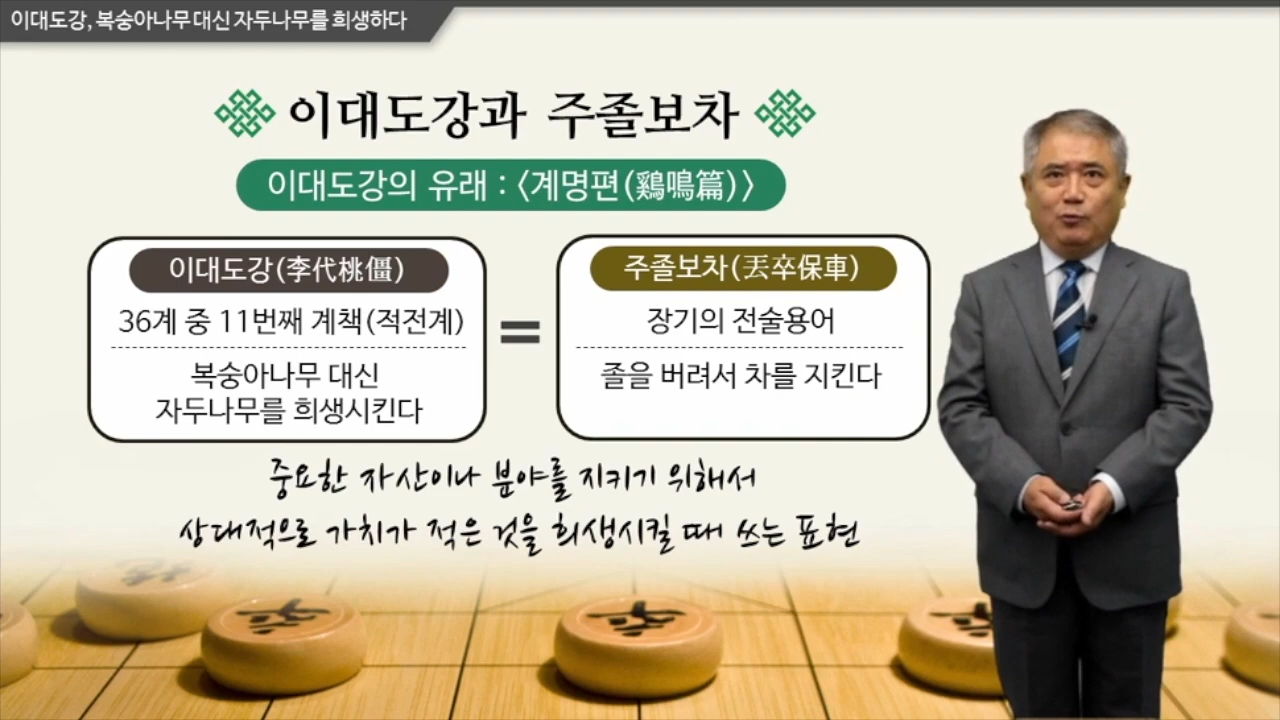 이대도강, 복숭아나무 대신 자두나무를 희생하다
이대도강과 주졸보차
이대도강의 유래 : 〈계명편(鷄鳴篇)〉
이대도강(李代桃僵)
36계 중 11번째 계책(적전계)
복숭아나무 대신
자두나무를 희생시킨다
=
주졸보차(丟卒保車)
장기의 전술용어
졸을 버려서 차를 지킨다
중요한 자산이나 분야를 지키기 위해서
상대적으로 가치가 적은 것을 희생시킬 때 쓰는 표현